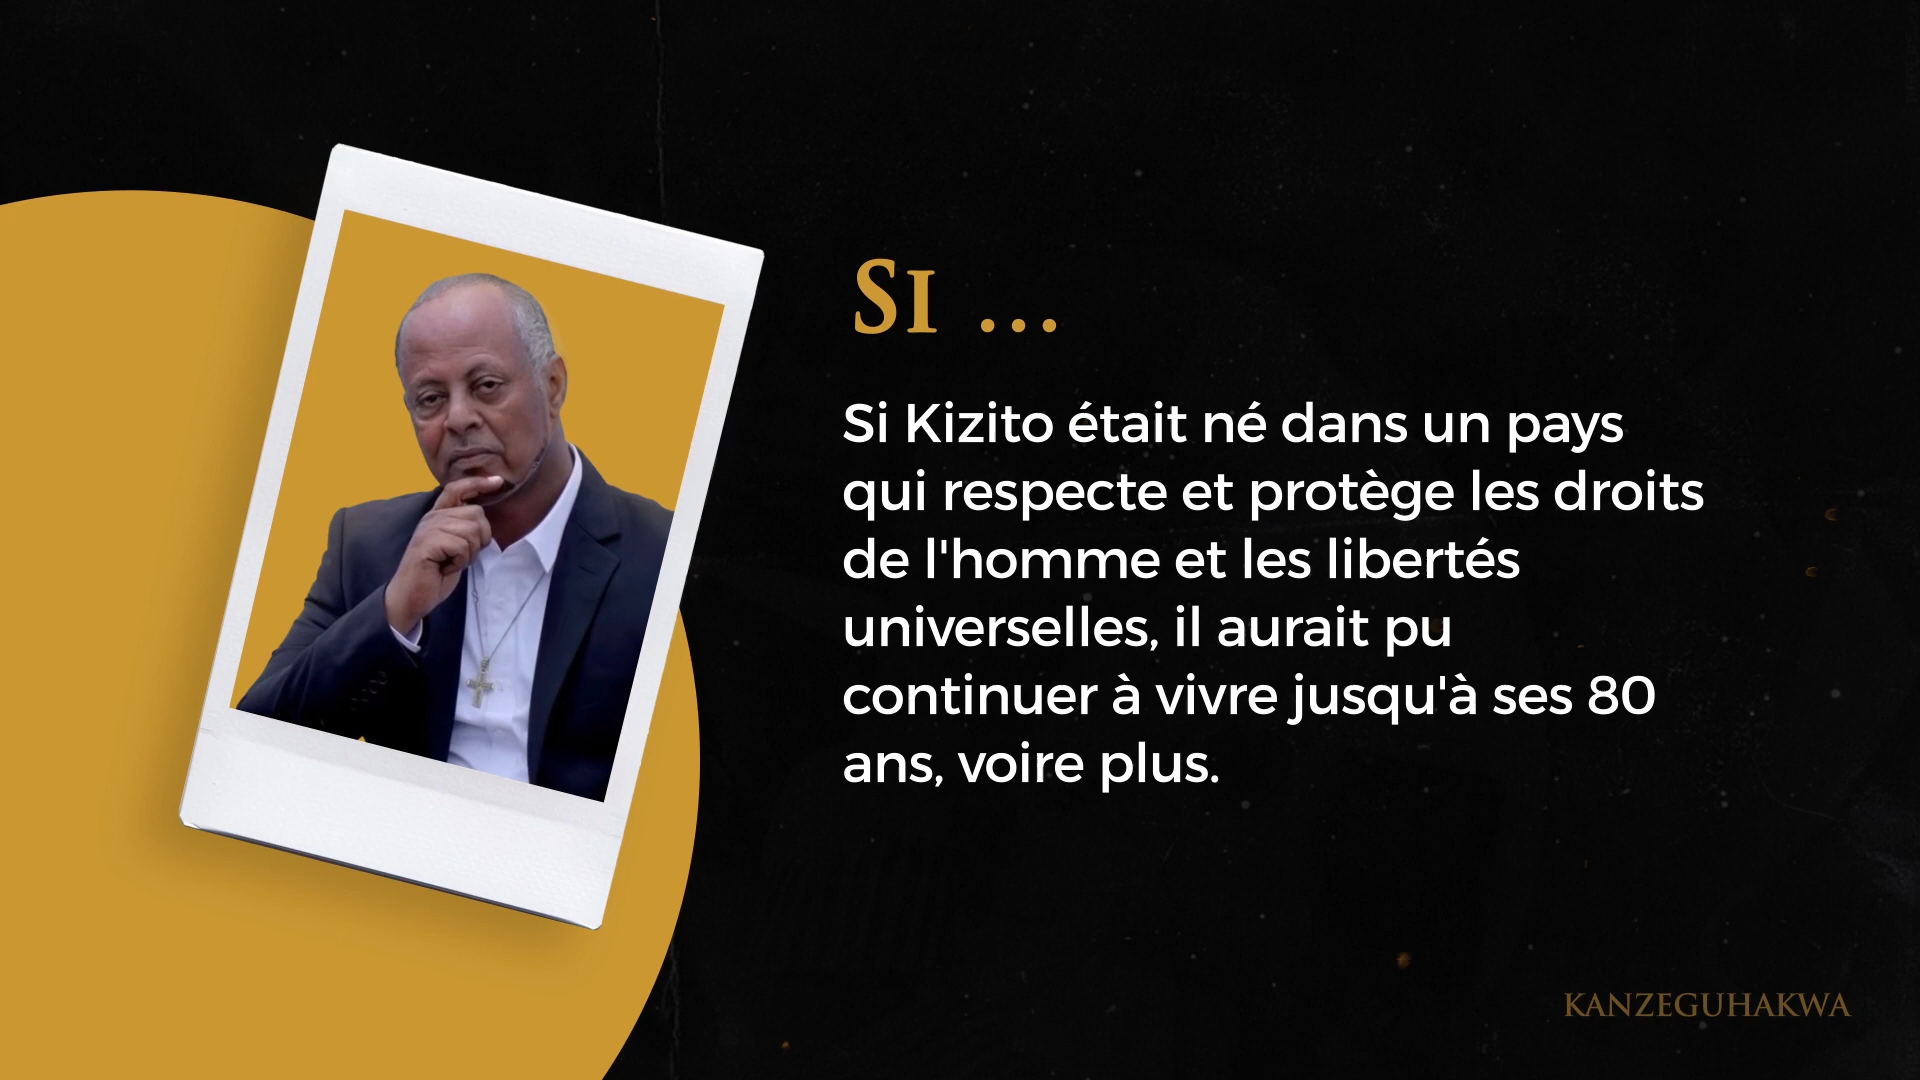 Si ...
Si Kizito était né dans un pays
qui respecte et protège les droits
de l'homme et les libertés
universelles, il aurait pu
continuer à vivre jusqu'à ses 80
ans, voire plus.
KANZEGUHAKWA